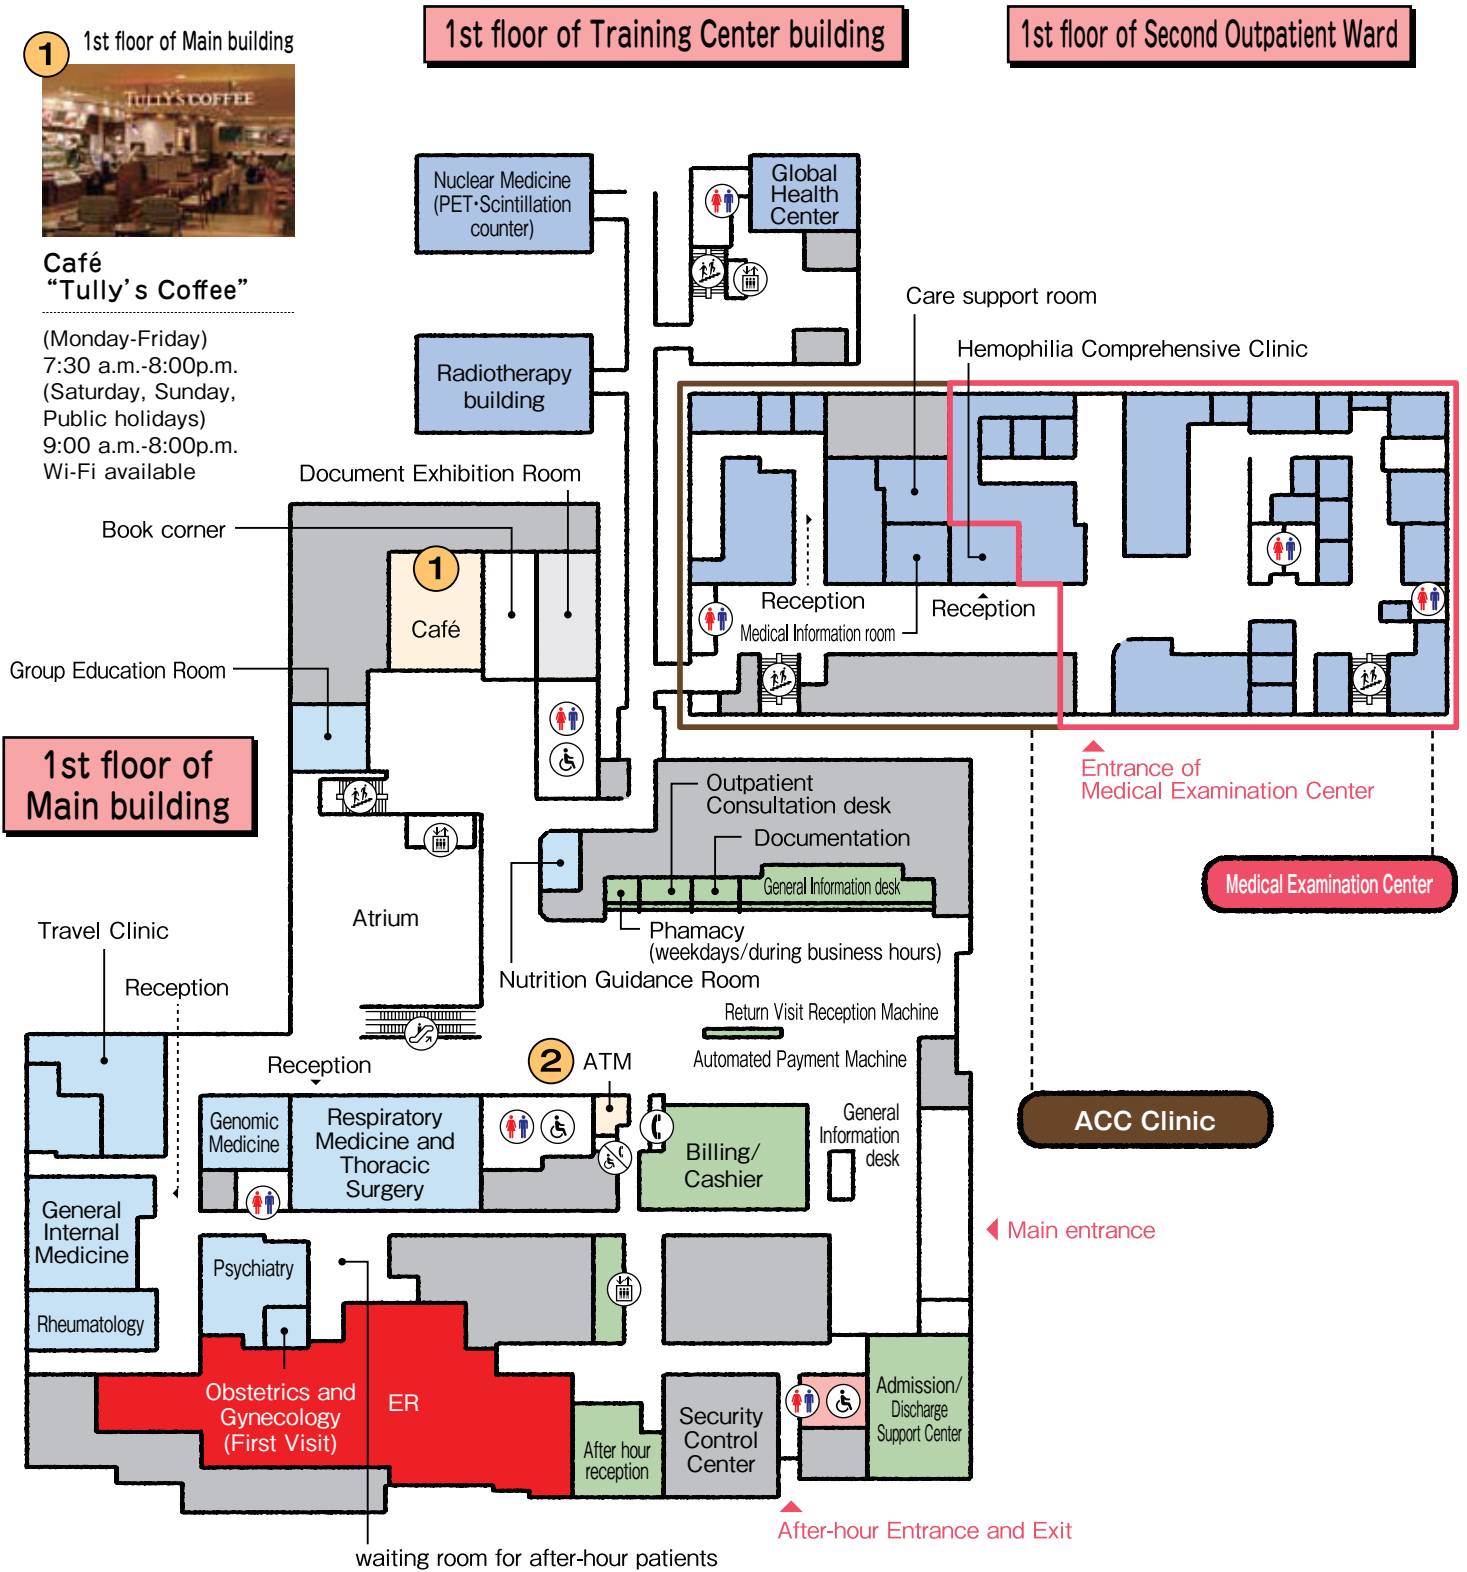 1st floor of Training Center building
1st floor of Second Outpatient Ward
1
1st floor of Main building
TULLY'S COFFEE
Café
“Tully’s Coffee”
(Monday-Friday)
7:30 a.m.-8:00p.m.
(Saturday, Sunday,
Public holidays)
9:00 a.m.-8:00p.m.
Wi-Fi available
Nuclear Medicine
(PET•Scintillation
counter)
Global
Health
Center
Radiotherapy
building
Care support room
Hemophilia Comprehensive Clinic
Document Exhibition Room
Book corner
1
Café
Group Education Room
Reception
Medical Information room
Reception
1st floor of
Main building
Entrance of
Medical Examination Center
Medical Examination Center
Outpatient
Consultation desk
Documentation
General Information desk
Phamacy
(weekdays/during business hours)
Nutrition Guidance Room
Atrium
Travel Clinic
Reception
Return Visit Reception Machine
Automated Payment Machine
Reception
2
ATM
Genomic
Medicine
Respiratory
Medicine and
Thoracic
Surgery
Billing/
Cashier
General
Information
desk
ACC Clinic
General
Internal
Medicine
Main entrance
Psychiatry
Rheumatology
Obstetrics and
Gynecology
(First Visit)
ER
After hour
reception
Security
Control
Center
Admission/
Discharge
Support Center
After-hour Entrance and Exit
waiting room for after-hour patients